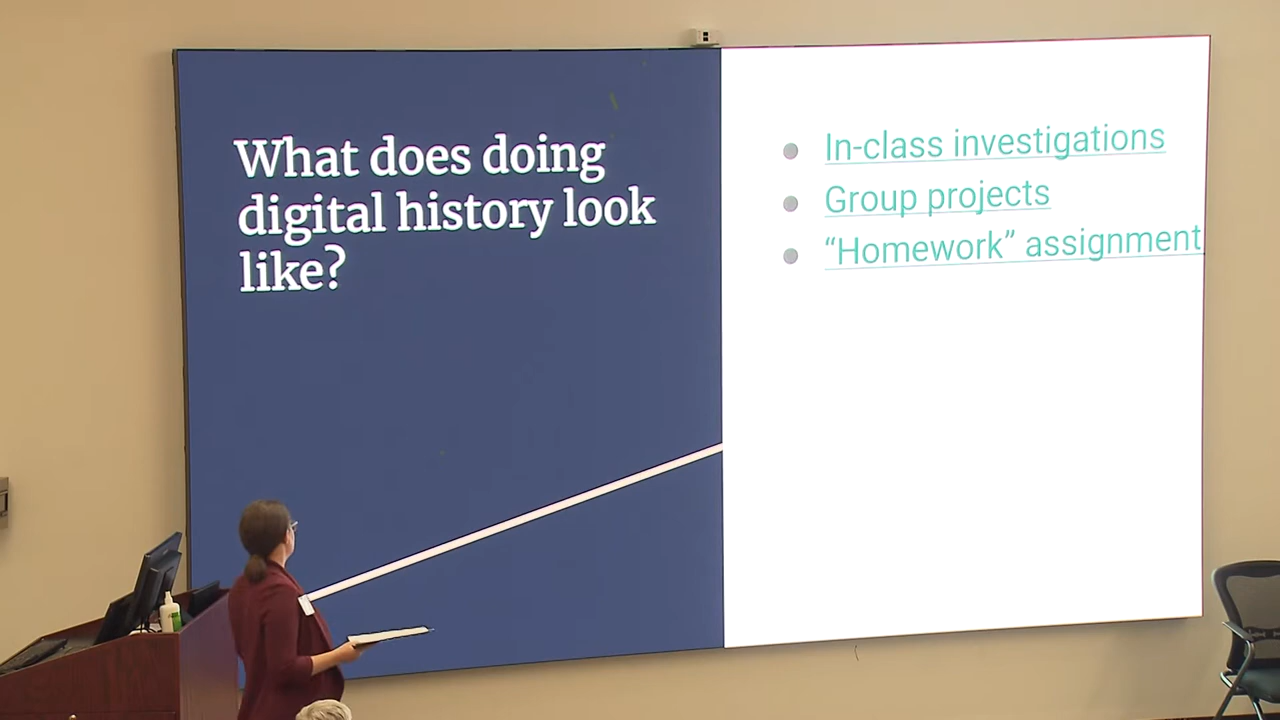 What does doing
digital history look
like?
In-class investigations
Group projects
“Homework” assignment